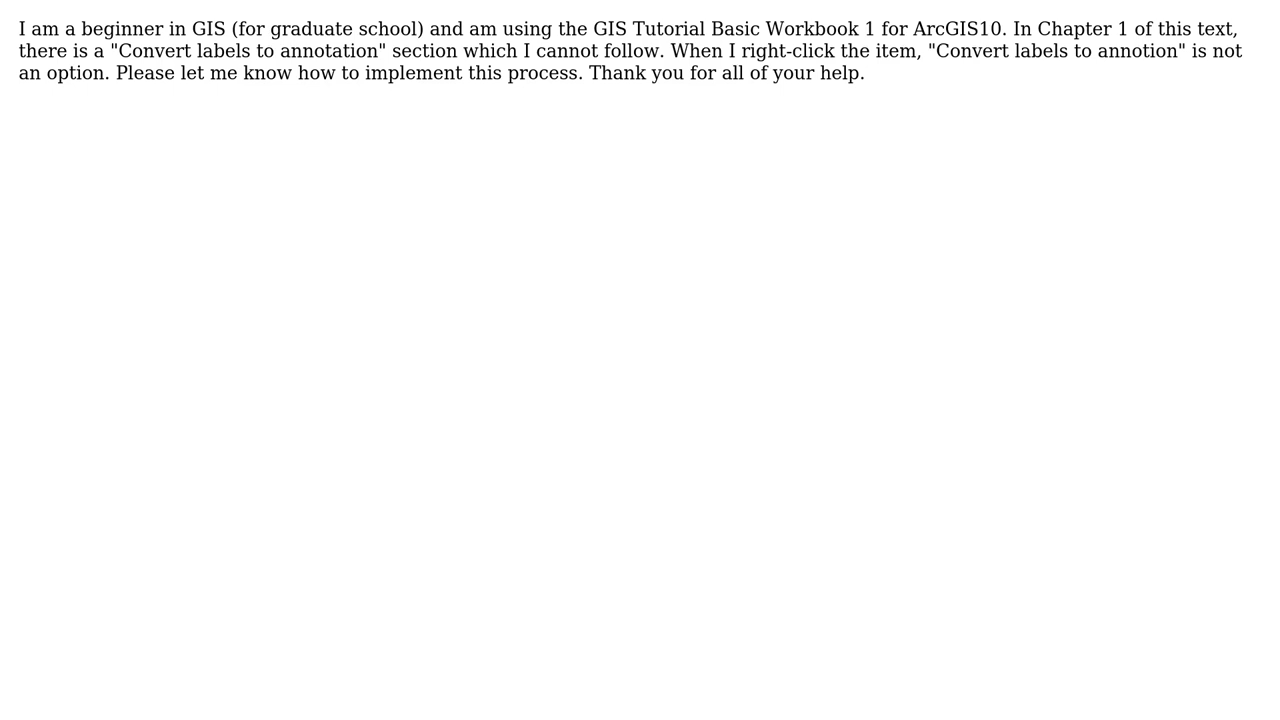 I am a beginner in GIS (for graduate school) and am using the GIS Tutorial Basic Workbook 1 for ArcGIS10. In Chapter 1 of this text,
there is a "Convert labels to annotation" section which I cannot follow. When I right-click the item, "Convert labels to annotion" is not
an option. Please let me know how to implement this process. Thank you for all of your help.